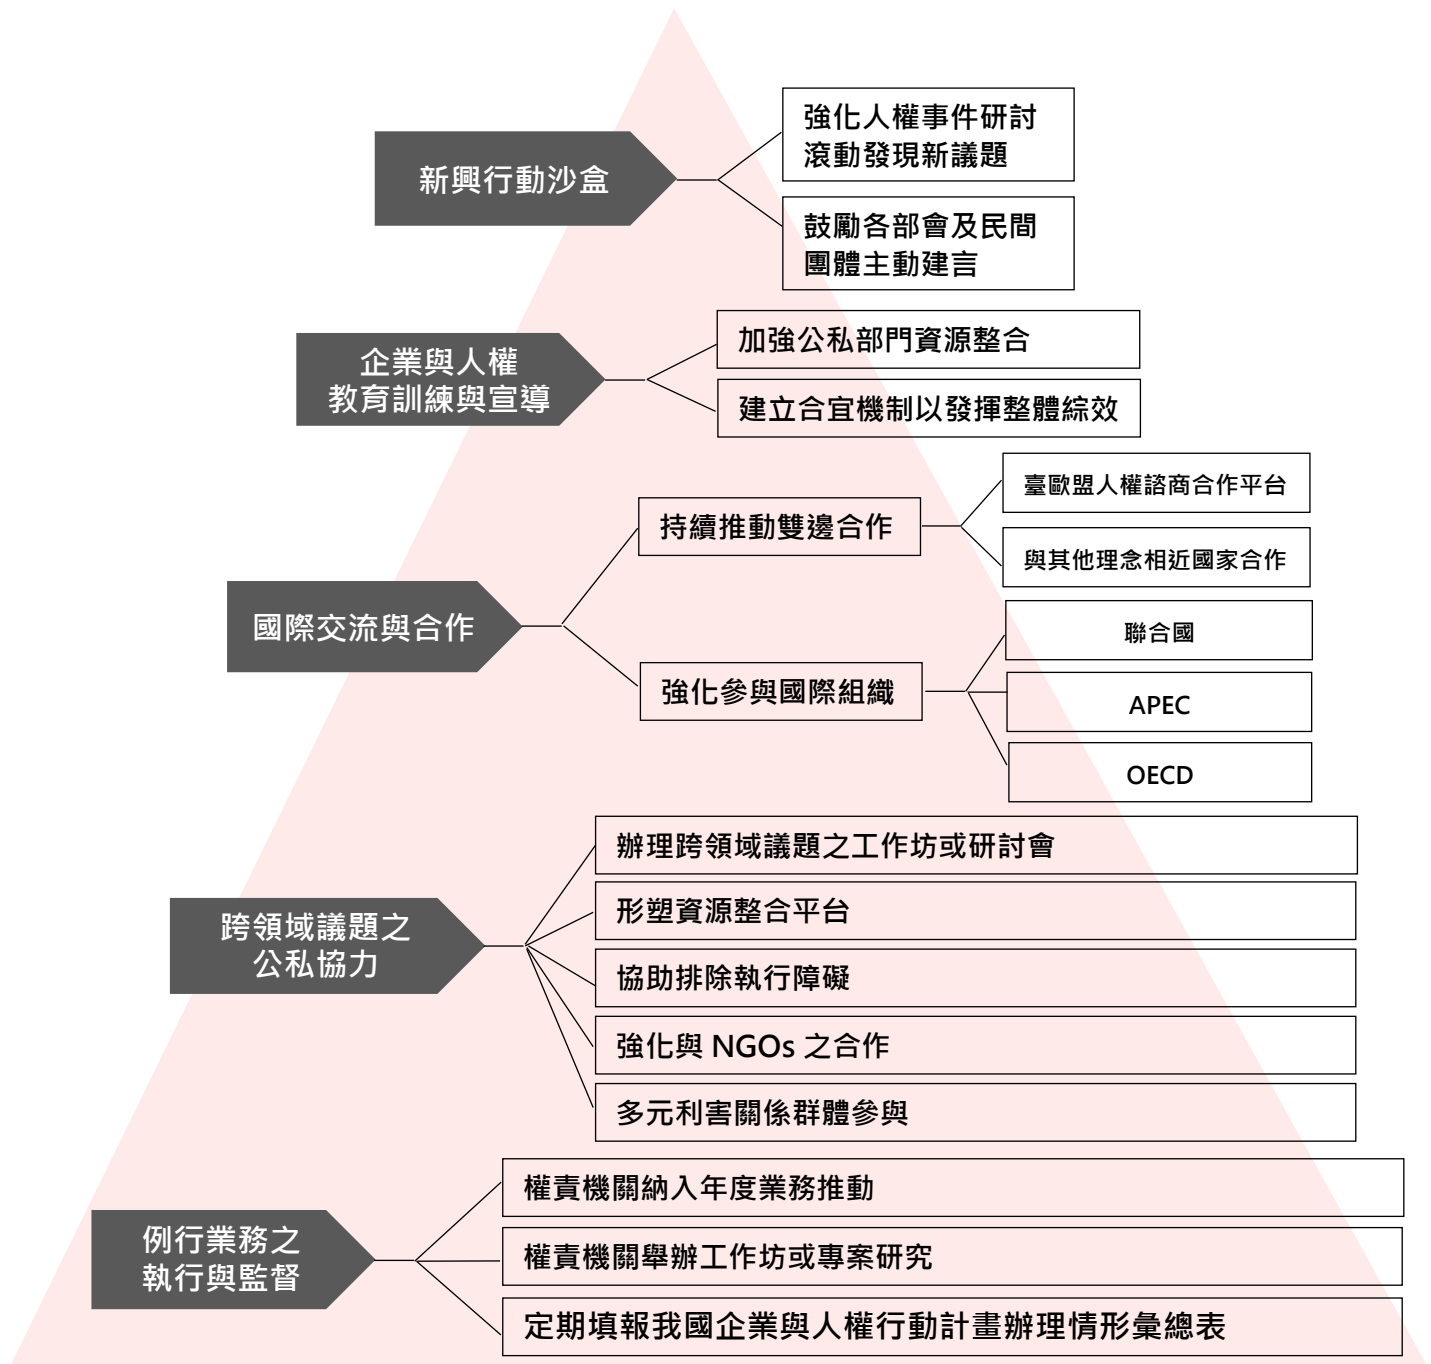 新興行動沙盒
強化人權事件研討
滾動發現新議題
鼓勵各部會及民間
團體主動建言
企業與人權
教育訓練與宣導
加強公私部門資源整合
建立合宜機制以發揮整體綜效
國際交流與合作
持續推動雙邊合作
臺歐盟人權諮商合作平台
與其他理念相近國家合作
強化參與國際組織
聯合國
APEC
OECD
跨領域議題之
公私協力
辦理跨領域議題之工作坊或研討會
形塑資源整合平台
協助排除執行障礙
強化與 NGOs 之合作
多元利害關係群體參與
例行業務之
執行與監督
權責機關納入年度業務推動
權責機關舉辦工作坊或專案研究
定期填報我國企業與人權行動計畫辦理情形彙總表